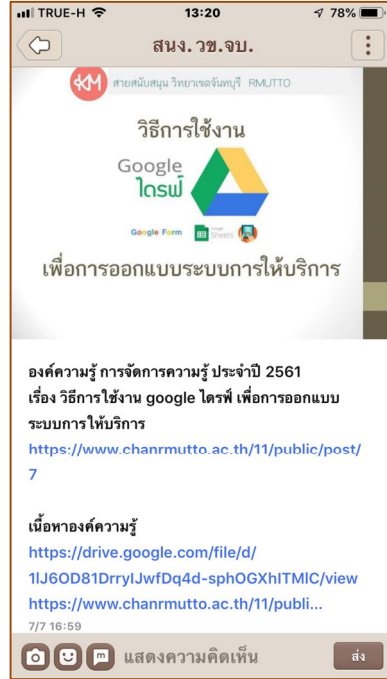 TRUE-H
13:20
78%
สนง. วข.จบ.
KM สายสนับสนุน วิทยาเขตจันทบุรี RMUTTO
วิธีการใช้งาน
Google
ไดรฟ์
Google Form Sheets
เพื่อการออกแบบระบบการให้บริการ
องค์ความรู้ การจัดการความรู้ ประจำปี 2561
เรื่อง วิธีการใช้งาน google ไดรฟ์ เพื่อการออกแบบ
ระบบการให้บริการ
https://www.chanrmutto.ac.th/11/public/post/
7
เนื้อหาองค์ความรู้
https://drive.google.com/file/d/
1IJ6OD81DrryIJwfDq4d-sphOGXhITMIC/view
https://www.chanrmutto.ac.th/11/publi...
7/7 16:59
แสดงความคิดเห็น
ส่ง